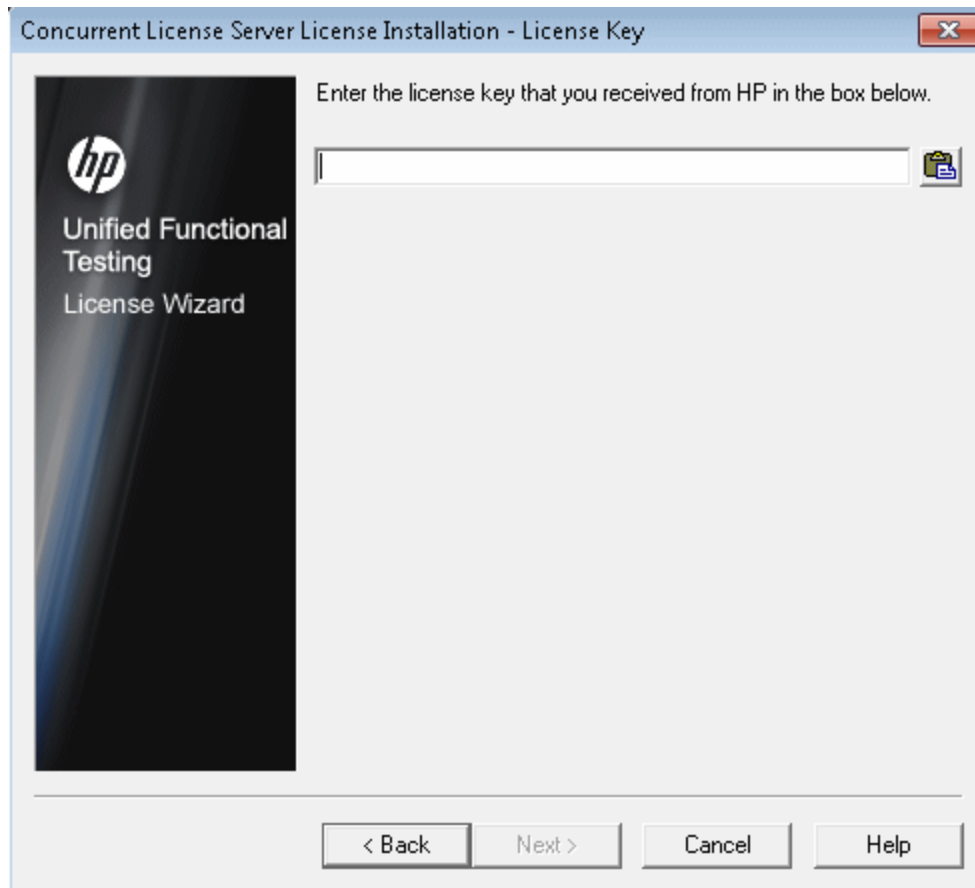 Concurrent License Server License Installation - License Key
Enter the license key that you received from HP in the box below.
hp
Unified Functional
Testing
License Wizard
< Back
Next >
Cancel
Help